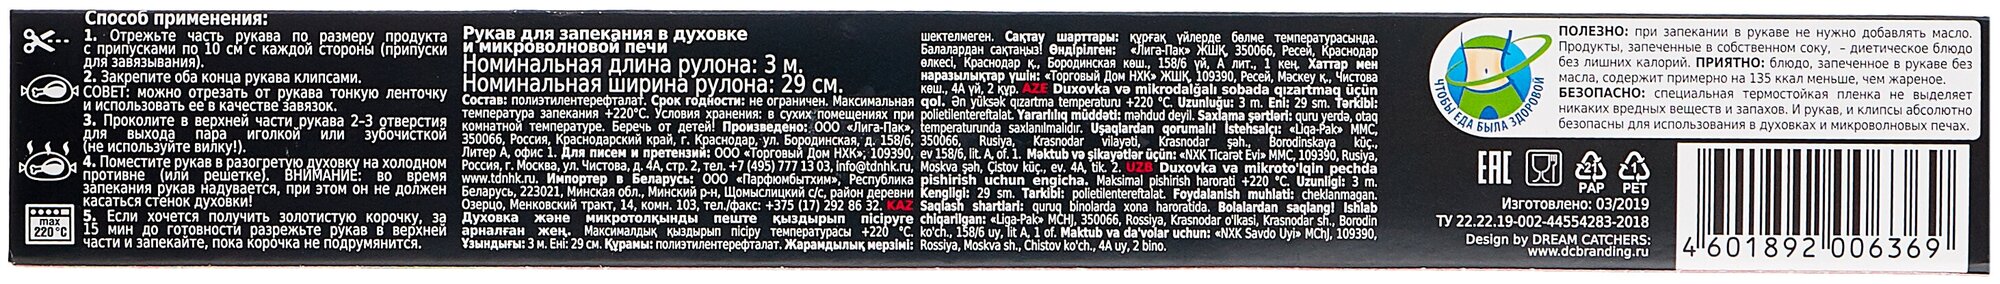 Способ применения:
1. Отрежьте часть рукава по размеру продукта
с припусками по 10 см с каждой стороны (припуски
для завязывания).
2. Закрепите оба конца рукава клипсами.
СОВЕТ: можно отрезать от рукава тонкую ленточку
и использовать ее в качестве завязок.
3. Проколите в верхней части рукава 2-3 отверстия
для выхода пара иголкой или зубочисткой
(не используйте вилку!).
4. Поместите рукав в разогретую духовку на холодном
противне (или решетке). ВНИМАНИЕ: во время
запекания рукав надувается, при этом он не должен
касаться стенок духовки!
5. Если хочется получить золотистую корочку, за
15 мин до готовности разрежьте рукав в верхней
части и запекайте, пока корочка не подрумянится.
max
220°C
Рукав для запекания в духовке
и микроволновой печи
Номинальная длина рулона: 3 м.
Номинальная ширина рулона: 29 см.
Состав: полиэтилентерефталат. Срок годности: не ограничен. Максимальная
температура запекания +220°C. Условия хранения: в сухих помещениях при
комнатной температуре. Беречь от детей! Произведено: ООО «Лига-Пак»,
350066, Россия, Краснодарский край, г. Краснодар, ул. Бородинская, д. 158/6,
Литер А, офис 1. Для писем и претензий: ООО «Торговый Дом НХК», 109390,
Россия, г. Москва, ул. Чистова, д. 4А, стр. 2, тел. +7 (495) 777 13 03, info@tdnhk.ru,
www.tdnhk.ru. Импортер в Беларусь: ООО «Парфюмбытхим», Республика
Беларусь, 223021, Минская обл., Минский р-н, Щомыслицкий с/с, район деревни
Озерцо, Менковский тракт, 14, комн. 103, тел./факс: +375 (17) 292 86 32. KAZ
Духовка және микротолқынды пеште қыздырып пісіруге
арналған жең. Максималдық қыздырып пісіру температурасы +220 °C.
Ұзындығы: 3 м. Ені: 29 см. Құрамы: полиэтилентерефталат. Жарамдылық мерзімі:
шектелмеген. Сақтау шарттары: құрғақ үйлерде бөлме температурасында.
Балалардан сақтаңыз! Өндірілген: «Лига-Пак» ЖШҚ, 350066, Ресей, Краснодар
өлкесі, Краснодар қ., Бородинская көш., 158/6 үй, А лит., 1 кең. Хаттар мен
наразылықтар үшін: «Торговый Дом НХК» ЖШҚ, 109390, Ресей, Мәскеу қ., Чистова
көш., 4А үй, 2 құр. AZE Duxovka və mikrodalğalı sobada qızartmaq üçün
qol. Ən yüksək qızartma temperaturu +220 °C. Uzunluğu: 3 m. Eni: 29 sm. Tərkibi:
polietilentereftalat. Yararlılıq müddəti: məhdud deyil. Saxlama şərtləri: quru yerdə, otaq
temperaturunda saxlanılmalıdır. Uşaqlardan qorumalı! İstehsalçı: «Liqa-Pak» MMC,
350066, Rusiya, Krasnodar vilayəti, Krasnodar şəh., Borodinskaya küç.,
ev 158/6, lit. A, of. 1. Məktub və şikayətlər üçün: «NXK Ticarət Evi» MMC, 109390, Rusiya,
Moskva şəh, Çistov küç., ev. 4A, tik. 2. UZB Duxovka va mikroto'lqin pechda
pishirish uchun engicha. Maksimal pishirish harorati +220 °C. Uzunligi: 3 m.
Kengligi: 29 sm. Tarkibi: polietilentereftalat. Foydalanish muhlati: cheklanmagan.
Saqlash shartlari: quruq binolarda xona haroratida. Bolalardan saqlang! Ishlab
chiqarilgan: «Liga-Pak» MCHJ, 350066, Rossiya, Krasnodar o'lkasi, Krasnodar sh., Borodin
ko'ch., 158/6 uy, lit A, 1 of. Maktub va da'volar uchun: «NXK Savdo Uyi» MChJ, 109390,
Rossiya, Moskva sh., Chistov ko'ch., 4A uy, 2 bino.
ЧТОБЫ ЕДА БЫЛА ЗДОРОВОЙ
ПОЛЕЗНО: при запекании в рукаве не нужно добавлять масло.
Продукты, запеченные в собственном соку, – диетическое блюдо
без лишних калорий. ПРИЯТНО: блюдо, запеченное в рукаве без
масла, содержит примерно на 135 ккал меньше, чем жареное.
БЕЗОПАСНО: специальная термостойкая пленка не выделяет
никаких вредных веществ и запахов. И рукав, и клипсы абсолютно
безопасны для использования в духовках и микроволновых печах.
EAC
21
PAP
1
PET
Изготовлено: 03/2019
ТУ 22.22.19-002-44554283-2018
Design by DREAM CATCHERS:
www.dcbranding.ru
4 601892 006369